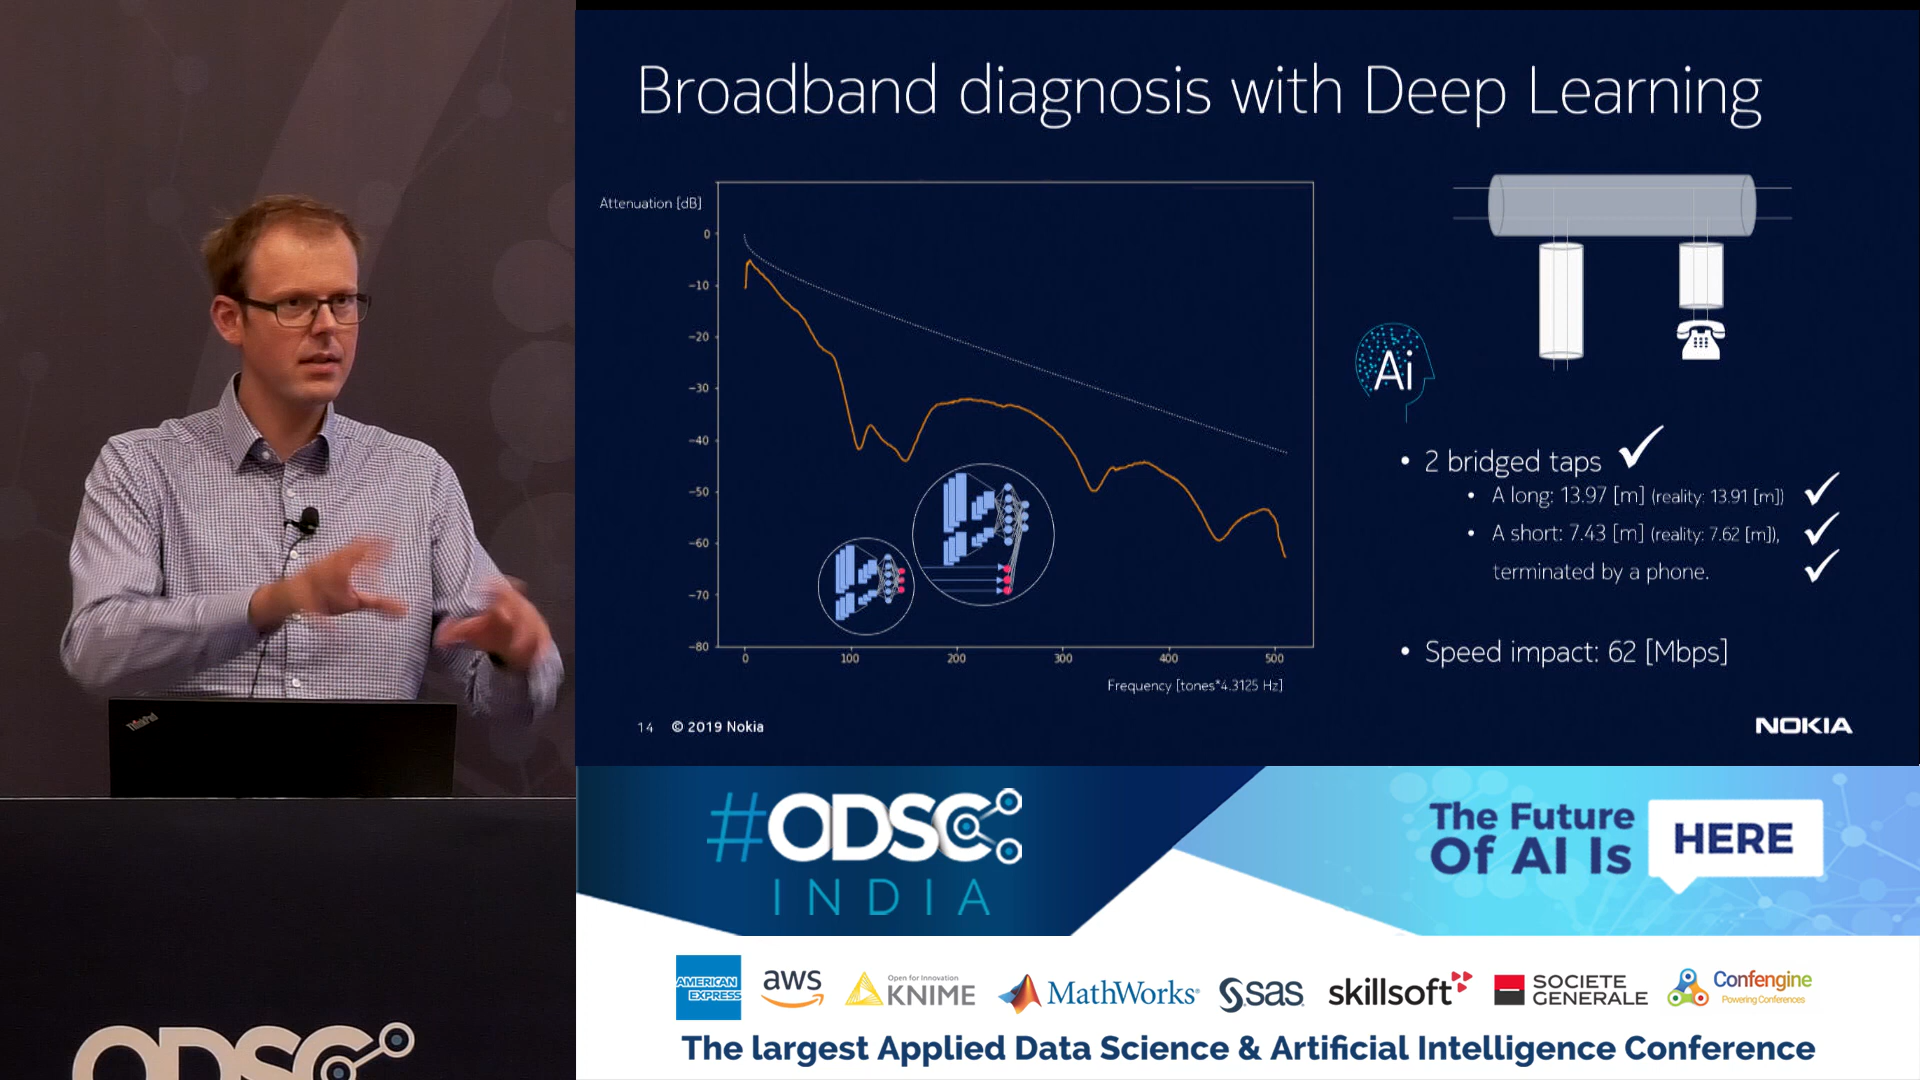 Broadband diagnosis with Deep Learning
Attenuation [dB]
0
−10
−20
−30
−40
−50
−60
−70
−80
0 100 200 300 400 500
Frequency [tones*4.3125 Hz]
Ai
• 2 bridged taps
• A long: 13.97 [m] (reality: 13.91 [m])
• A short: 7.43 [m] (reality: 7.62 [m]),
terminated by a phone.
• Speed impact: 62 [Mbps]
14 © 2019 Nokia
NOKIA
ThinkPad
ODSC
#ODSC
INDIA
The Future
Of AI Is
HERE
AMERICAN
EXPRESS
aws
Open for Innovation
KNIME
MathWorks®
SSAS
skillsoft
SOCIETE
GENERALE
Confengine
Powering Conferences
The largest Applied Data Science & Artificial Intelligence Conference